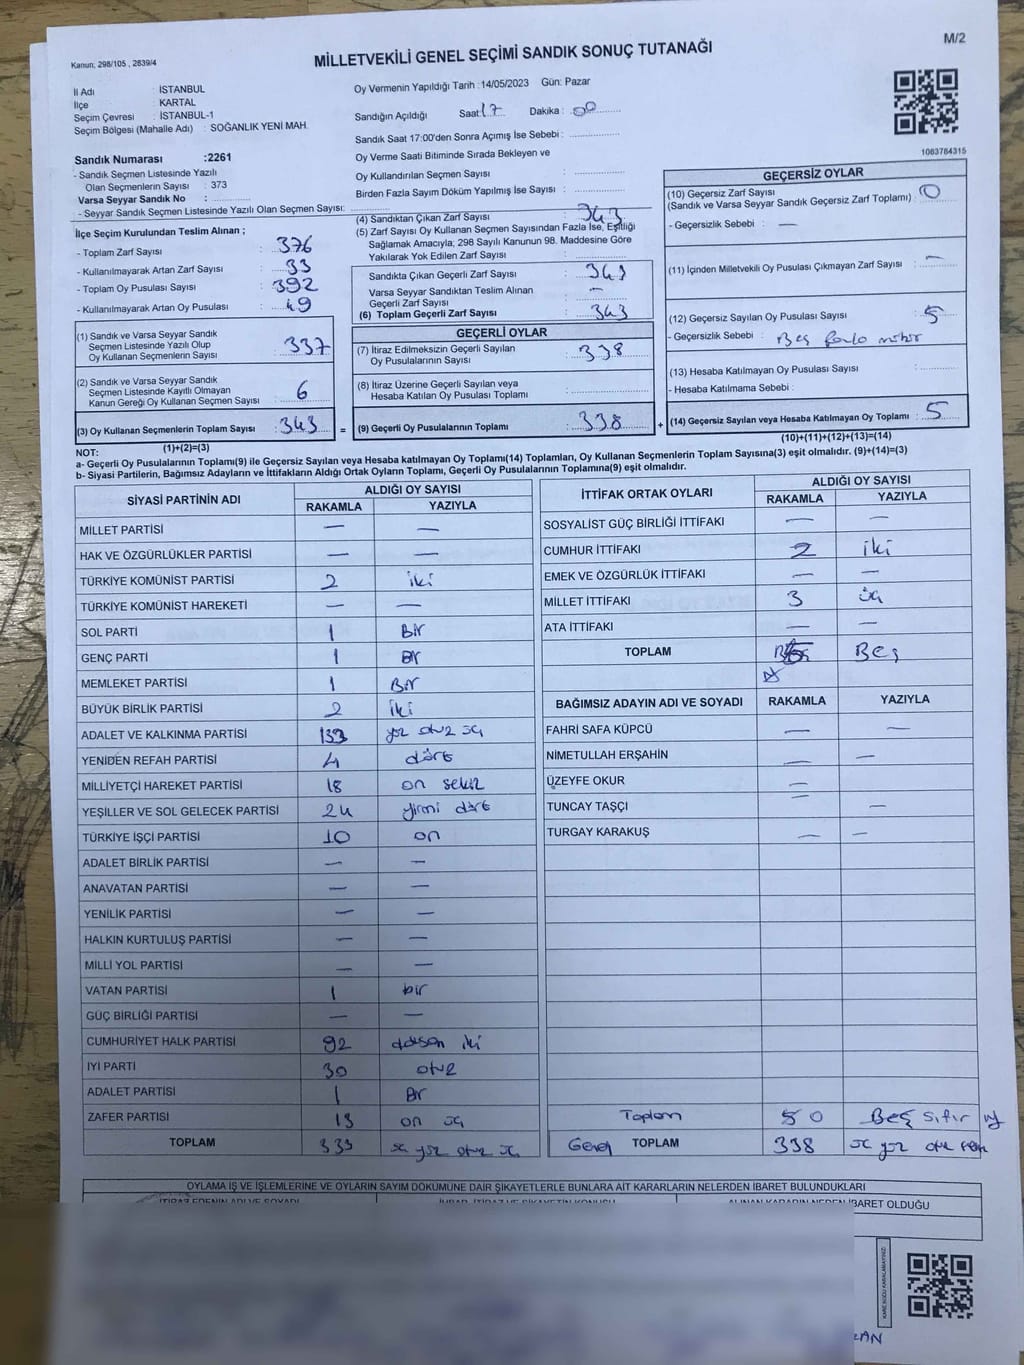 M/2
Kanun; 298/105 , 2839/4
MİLLETVEKİLİ GENEL SEÇİMİ SANDIK SONUÇ TUTANAĞI
İl Adı : İSTANBUL
İlçe : KARTAL
Seçim Çevresi : İSTANBUL-1
Seçim Bölgesi (Mahalle Adı) : SOĞANLIK YENİ MAH.
Oy Vermenin Yapıldığı Tarih :14/05/2023 Gün: Pazar
Sandığın Açıldığı Saat 17 Dakika : 00
Sandık Saat 17:00'den Sonra Açımış İse Sebebi :
Oy Verme Saati Bitiminde Sırada Bekleyen ve
Oy Kullandırılan Seçmen Sayısı :
Birden Fazla Sayım Döküm Yapılmış İse Sayısı :
1083784315
Sandık Numarası :2261
- Sandık Seçmen Listesinde Yazılı
Olan Seçmenlerin Sayısı : 373
Varsa Seyyar Sandık No :
- Seyyar Sandık Seçmen Listesinde Yazılı Olan Seçmen Sayısı:
İlçe Seçim Kurulundan Teslim Alınan ;
- Toplam Zarf Sayısı : 376
- Kullanılmayarak Artan Zarf Sayısı : 33
- Toplam Oy Pusulası Sayısı : 392
- Kullanılmayarak Artan Oy Pusulası : 49
(1) Sandık ve Varsa Seyyar Sandık
Seçmen Listesinde Yazılı Olup
Oy Kullanan Seçmenlerin Sayısı : 337
(2) Sandık ve Varsa Seyyar Sandık
Seçmen Listesinde Kayıtlı Olmayan
Kanun Gereği Oy Kullanan Seçmen Sayısı : 6
(3) Oy Kullanan Seçmenlerin Toplam Sayısı : 343 =
(1)+(2)=(3)
(4) Sandıktan Çıkan Zarf Sayısı : 343
(5) Zarf Sayısı Oy Kullanan Seçmen Sayısından Fazla İse, Eşitliği
Sağlamak Amacıyla; 298 Sayılı Kanunun 98. Maddesine Göre
Yakılarak Yok Edilen Zarf Sayısı :
Sandıkta Çıkan Geçerli Zarf Sayısı : 343
Varsa Seyyar Sandıktan Teslim Alınan
Geçerli Zarf Sayısı : —
(6) Toplam Geçerli Zarf Sayısı : 343
GEÇERLİ OYLAR
(7) İtiraz Edilmeksizin Geçerli Sayılan
Oy Pusulalarının Sayısı : 338
(8) İtiraz Üzerine Geçerli Sayılan veya
Hesaba Katılan Oy Pusulası Toplamı :
(9) Geçerli Oy Pusulalarının Toplamı : 338 +
GEÇERSİZ OYLAR
(10) Geçersiz Zarf Sayısı
(Sandık ve Varsa Seyyar Sandık Geçersiz Zarf Toplamı) : 0
- Geçersizlik Sebebi : —
(11) İçinden Milletvekili Oy Pusulası Çıkmayan Zarf Sayısı : —
(12) Geçersiz Sayılan Oy Pusulası Sayısı : 5
- Geçersizlik Sebebi : Beş fazla mühür
(13) Hesaba Katılmayan Oy Pusulası Sayısı :
- Hesaba Katılmama Sebebi :
(14) Geçersiz Sayılan veya Hesaba Katılmayan Oy Toplamı : 5
(10)+(11)+(12)+(13)=(14)
NOT:
a- Geçerli Oy Pusulalarının Toplamı(9) ile Geçersiz Sayılan veya Hesaba Katılmayan Oy Toplamı(14) Toplamları, Oy Kullanan Seçmenlerin Toplam Sayısına(3) eşit olmalıdır. (9)+(14)=(3)
b- Siyasi Partilerin, Bağımsız Adayların ve İttifakların Aldığı Ortak Oyların Toplamı, Geçerli Oy Pusulalarının Toplamına(9) eşit olmalıdır.
SİYASİ PARTİNİN ADI ALDIĞI OY SAYISI
RAKAMLA YAZIYLA
MİLLET PARTİSİ — —
HAK VE ÖZGÜRLÜKLER PARTİSİ — —
TÜRKİYE KOMÜNİST PARTİSİ 2 iki
TÜRKİYE KOMÜNİST HAREKETİ — —
SOL PARTİ 1 Bir
GENÇ PARTİ 1 Bir
MEMLEKET PARTİSİ 1 Bir
BÜYÜK BİRLİK PARTİSİ 2 iki
ADALET VE KALKINMA PARTİSİ 133 yüz otuz üç
YENİDEN REFAH PARTİSİ 4 dört
MİLLİYETÇİ HAREKET PARTİSİ 18 on sekiz
YEŞİLLER VE SOL GELECEK PARTİSİ 24 yirmi dört
TÜRKİYE İŞÇİ PARTİSİ 10 on
ADALET BİRLİK PARTİSİ — —
ANAVATAN PARTİSİ — —
YENİLİK PARTİSİ — —
HALKIN KURTULUŞ PARTİSİ — —
MİLLİ YOL PARTİSİ — —
VATAN PARTİSİ 1 bir
GÜÇ BİRLİĞİ PARTİSİ — —
CUMHURİYET HALK PARTİSİ 92 doksan iki
İYİ PARTİ 30 otuz
ADALET PARTİSİ 1 Bir
ZAFER PARTİSİ 13 on üç
TOPLAM 333 üç yüz otuz üç
İTTİFAK ORTAK OYLARI ALDIĞI OY SAYISI
RAKAMLA YAZIYLA
SOSYALİST GÜÇ BİRLİĞİ İTTİFAKI — —
CUMHUR İTTİFAKI 2 iki
EMEK VE ÖZGÜRLÜK İTTİFAKI — —
MİLLET İTTİFAKI 3 üç
ATA İTTİFAKI — —
TOPLAM Beş
BAĞIMSIZ ADAYIN ADI VE SOYADI RAKAMLA YAZIYLA
FAHRİ SAFA KÜPCÜ — —
NİMETULLAH ERŞAHİN — —
ÜZEYFE OKUR —
TUNCAY TAŞÇI — —
TURGAY KARAKUŞ — —
Toplam 50 Beş sıfır
Genel TOPLAM 338 üç yüz otuz sekiz
OYLAMA İŞ VE İŞLEMLERİNE VE OYLARIN SAYIM DÖKÜMÜNE DAİR ŞİKAYETLERLE BUNLARA AİT KARARLARIN NELERDEN İBARET BULUNDUKLARI
İTİRAZ EDENİN ADI VE SOYADI İHBAR, İTİRAZ VE ŞİKAYETİN KONUSU ALINAN KARARIN NEDEN İBARET OLDUĞU
KARE KODU KARALAMAYINIZ!